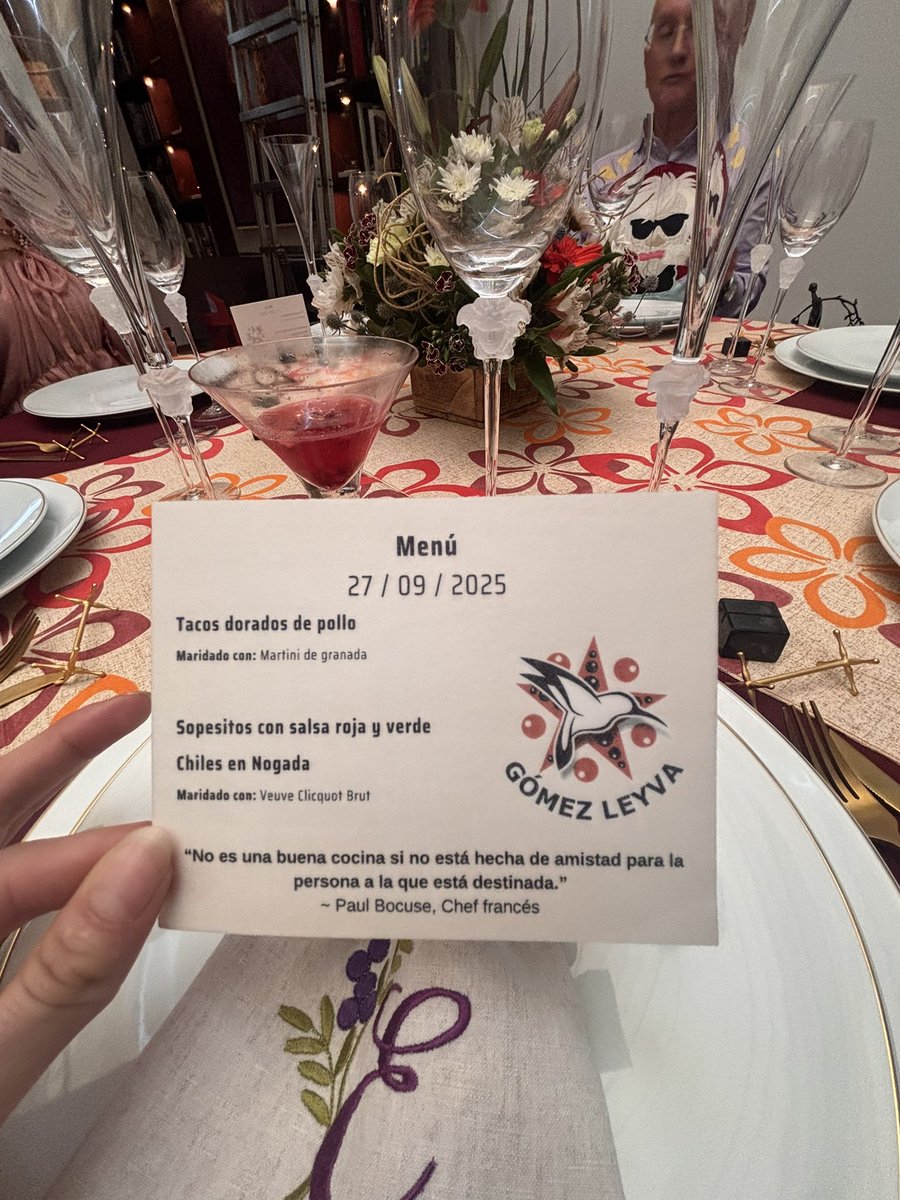 Menú
27 / 09 / 2025
Tacos dorados de pollo
Maridado con: Martini de granada
Sopesitos con salsa roja y verde
Chiles en Nogada
Maridado con: Veuve Clicquot Brut
GÓMEZ LEYVA
“No es una buena cocina si no está hecha de amistad para la
persona a la que está destinada.”
~ Paul Bocuse, Chef francés